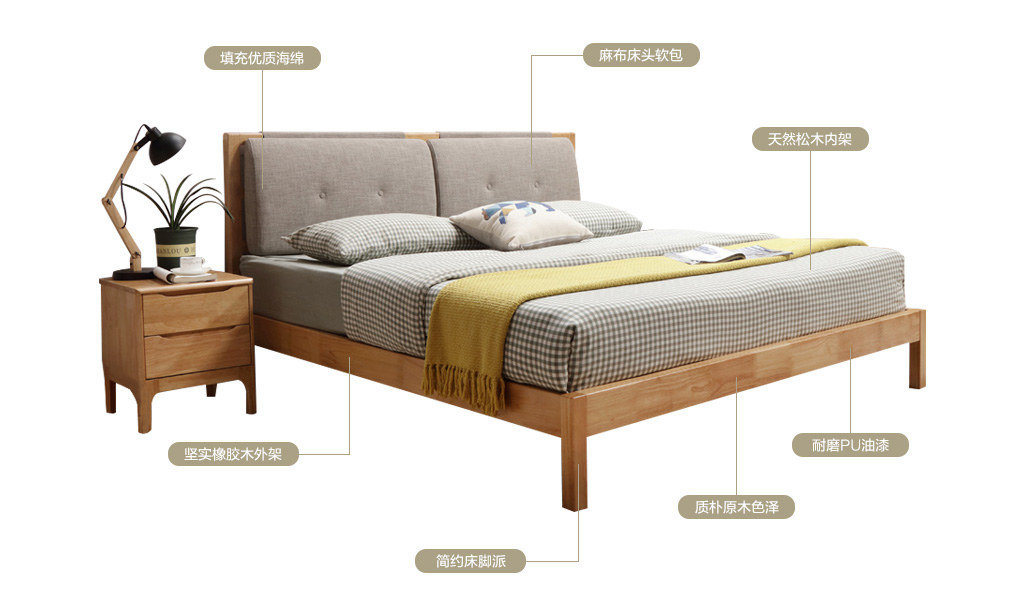 填充优质海绵
麻布床头软包
天然松木内架
坚实橡胶木外架
耐磨PU油漆
质朴原木色泽
简约床脚派